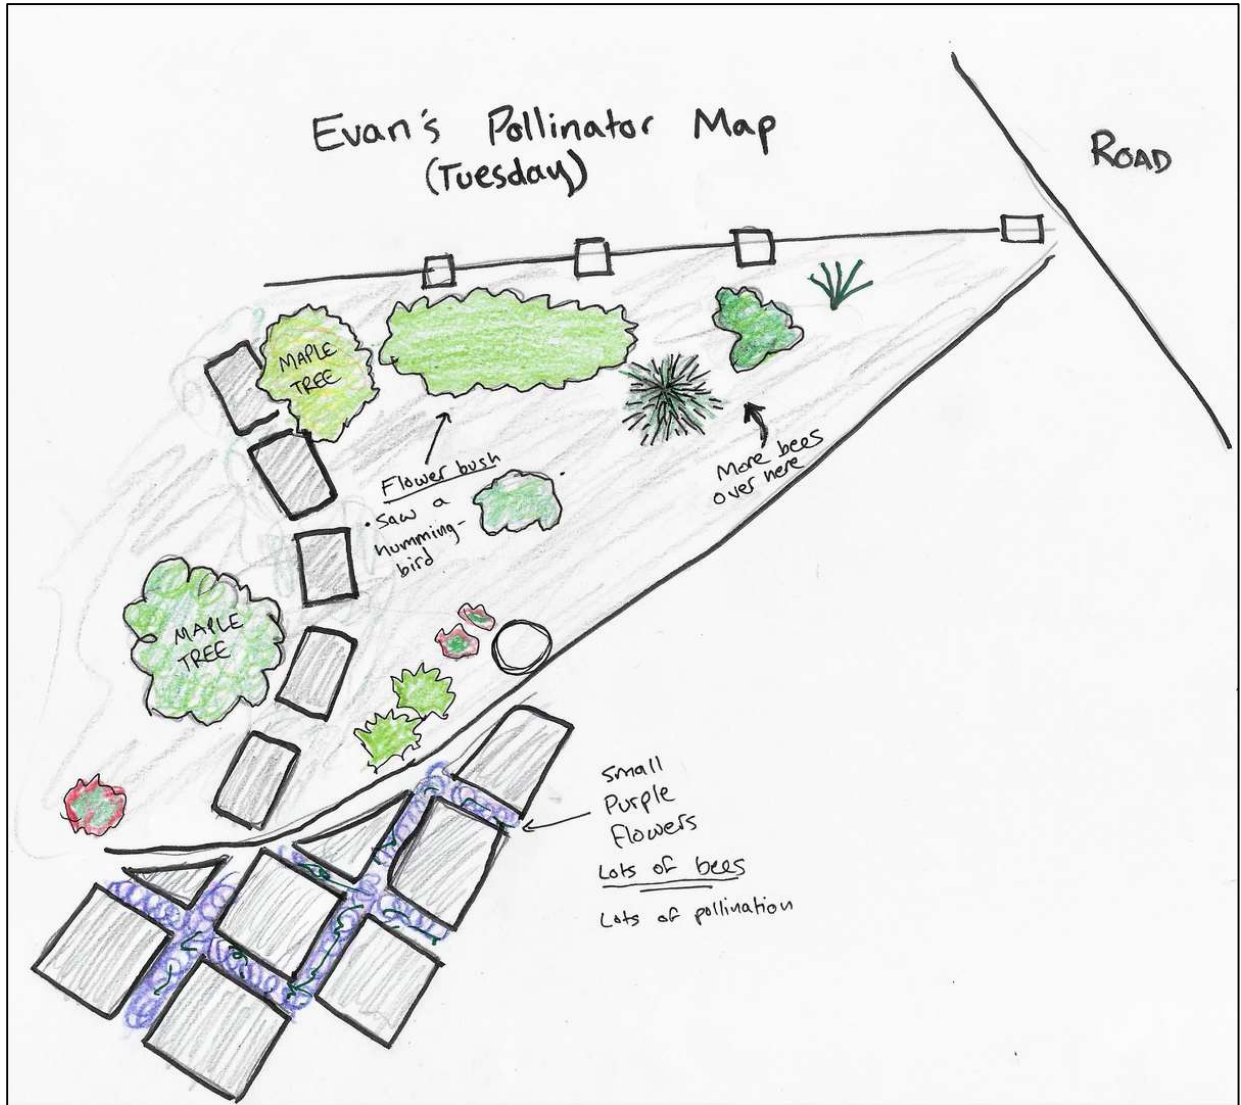 Evan's Pollinator Map
(Tuesday)
ROAD
MAPLE
TREE
Flower bush
• saw a
humming-
bird
More bees
over here
MAPLE
TREE
small
Purple
Flowers
Lots of bees
Lots of pollination